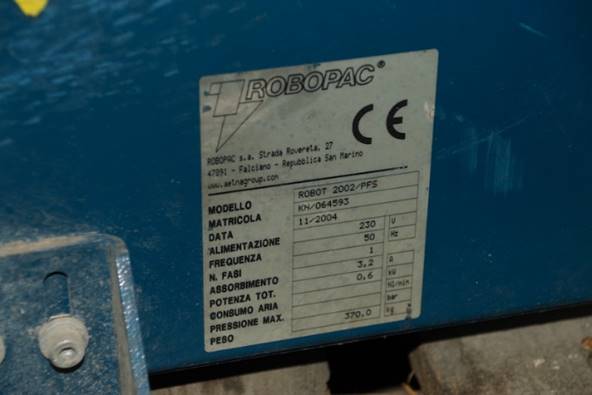 ROBOPAC®
CE
ROBOPAC s.a. Strada Rovereta, 27
47891 - Falciano - Repubblica San Marino
www.aetnagroup.com
MODELLO ROBOT 2002/PFS
MATRICOLA KN/064593
DATA 11/2004
ALIMENTAZIONE 230 V
FREQUENZA 50 Hz
N. FASI 1
ASSORBIMENTO 3,2 A
POTENZA TOT. 0,6 kW
CONSUMO ARIA Nl/min
PRESSIONE MAX. bar
PESO 370,0 kg